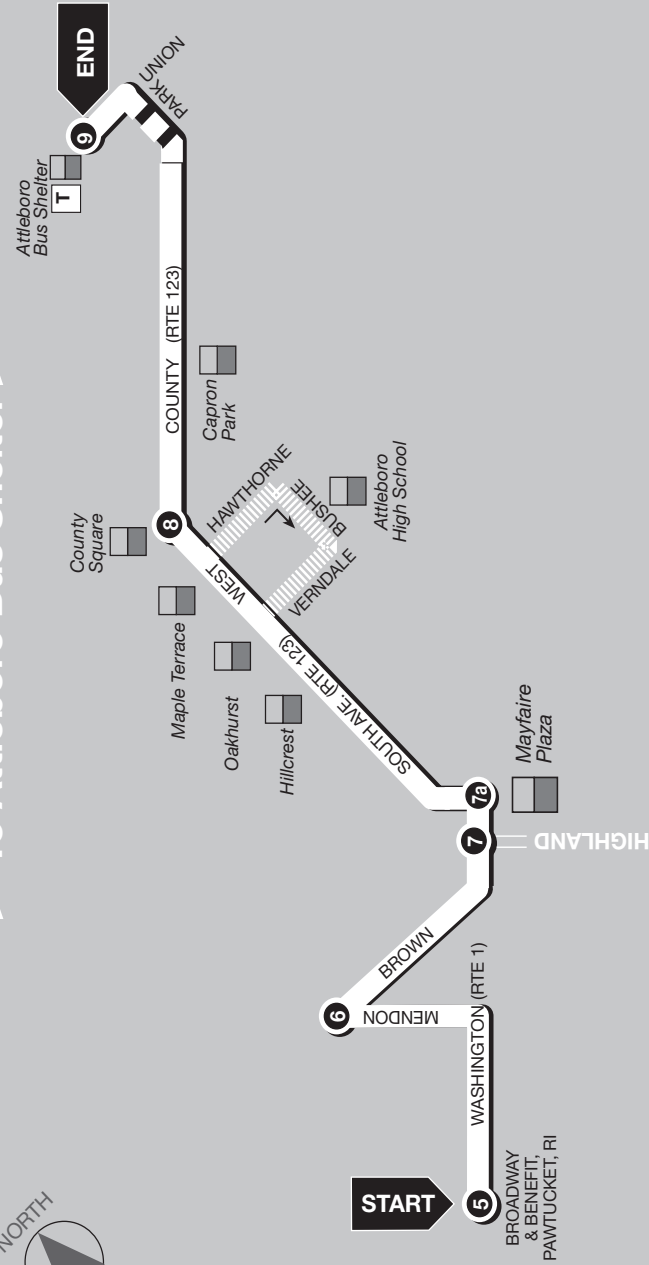 NORTH
START
5
BROADWAY
& BENEFIT,
PAWTUCKET, RI
WASHINGTON (RTE 1)
MENDON
6
BROWN
7
HIGHLAND
7a
Mayfaire
Plaza
SOUTH AVE. (RTE 123)
Hillcrest
Oakhurst
Maple Terrace
VERNDALE
BUSHEE
HAWTHORNE
Attleboro
High School
WEST
County
Square
8
COUNTY (RTE 123)
Capron
Park
PARK
UNION
9
END
T
Attleboro
Bus Shelter